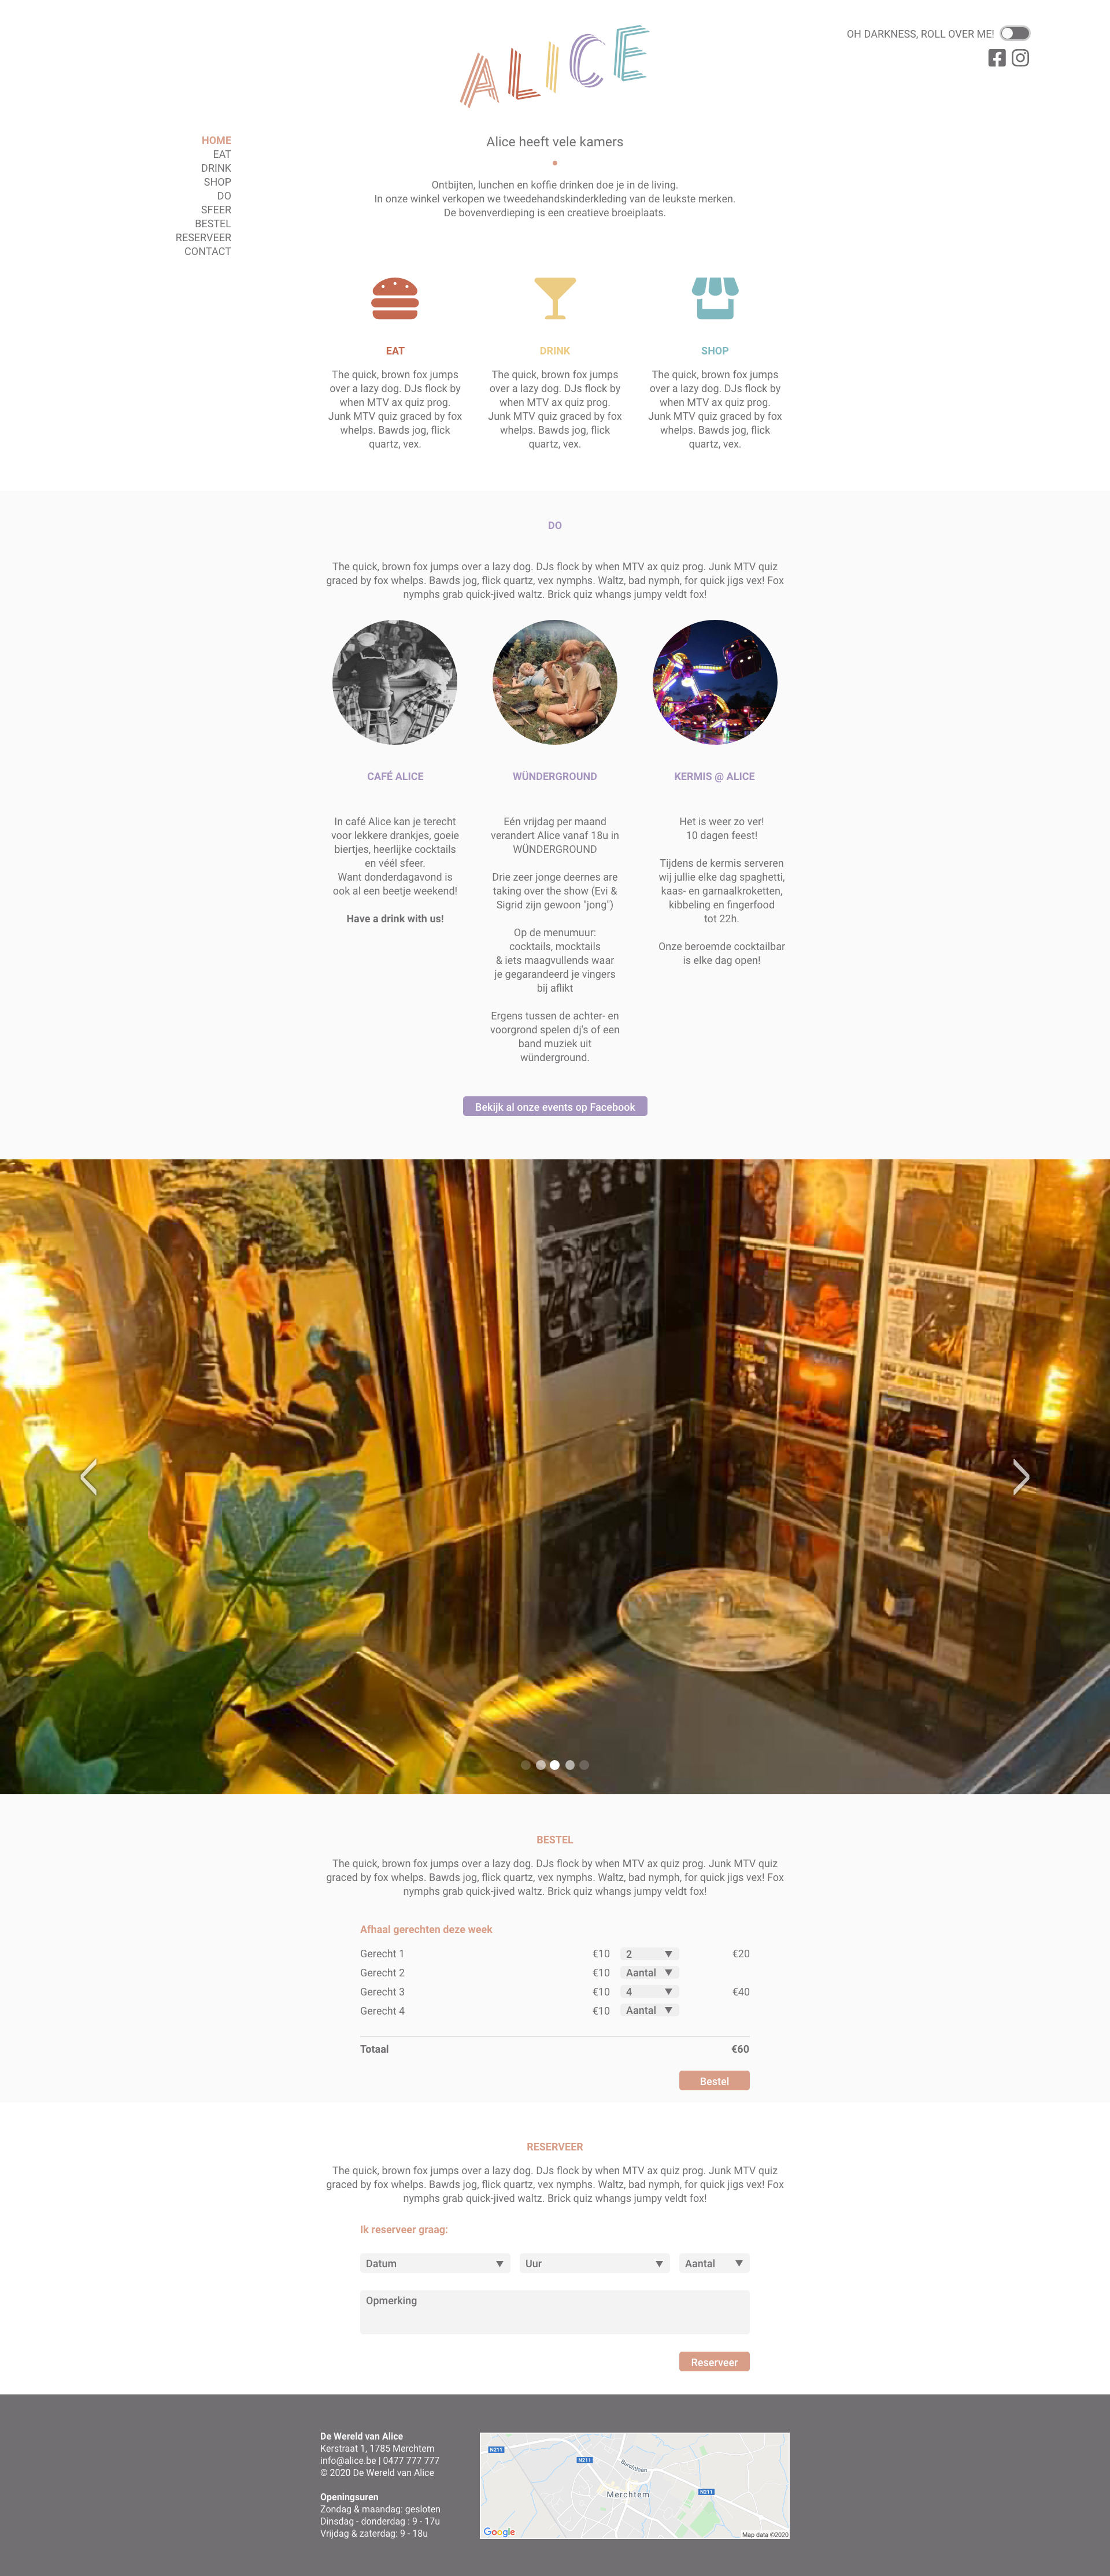 ALICE
OH DARKNESS, ROLL OVER ME!
HOME
EAT
DRINK
SHOP
DO
SFEER
BESTEL
RESERVEER
CONTACT
Alice heeft vele kamers
Ontbijten, lunchen en koffie drinken doe je in de living.
In onze winkel verkopen we tweedehandskinderkleding van de leukste merken.
De bovenverdieping is een creatieve broeiplaats.
EAT
The quick, brown fox jumps
over a lazy dog. DJs flock by
when MTV ax quiz prog.
Junk MTV quiz graced by fox
whelps. Bawds jog, flick
quartz, vex.
DRINK
The quick, brown fox jumps
over a lazy dog. DJs flock by
when MTV ax quiz prog.
Junk MTV quiz graced by fox
whelps. Bawds jog, flick
quartz, vex.
SHOP
The quick, brown fox jumps
over a lazy dog. DJs flock by
when MTV ax quiz prog.
Junk MTV quiz graced by fox
whelps. Bawds jog, flick
quartz, vex.
DO
The quick, brown fox jumps over a lazy dog. DJs flock by when MTV ax quiz prog. Junk MTV quiz
graced by fox whelps. Bawds jog, flick quartz, vex nymphs. Waltz, bad nymph, for quick jigs vex! Fox
nymphs grab quick-jived waltz. Brick quiz whangs jumpy veldt fox!
CAFÉ ALICE
In café Alice kan je terecht
voor lekkere drankjes, goeie
biertjes, heerlijke cocktails
en véél sfeer.
Want donderdagavond is
ook al een beetje weekend!
Have a drink with us!
WÜNDERGROUND
Eén vrijdag per maand
verandert Alice vanaf 18u in
WÜNDERGROUND
Drie zeer jonge deernes are
taking over the show (Evi &
Sigrid zijn gewoon "jong")
Op de menumuur:
cocktails, mocktails
& iets maagvullends waar
je gegarandeerd je vingers
bij aflikt
Ergens tussen de achter- en
voorgrond spelen dj's of een
band muziek uit
wünderground.
KERMIS @ ALICE
Het is weer zo ver!
10 dagen feest!
Tijdens de kermis serveren
wij jullie elke dag spaghetti,
kaas- en garnaalkroketten,
kibbeling en fingerfood
tot 22h.
Onze beroemde cocktailbar
is elke dag open!
Bekijk al onze events op Facebook
BESTEL
The quick, brown fox jumps over a lazy dog. DJs flock by when MTV ax quiz prog. Junk MTV quiz
graced by fox whelps. Bawds jog, flick quartz, vex nymphs. Waltz, bad nymph, for quick jigs vex! Fox
nymphs grab quick-jived waltz. Brick quiz whangs jumpy veldt fox!
Afhaal gerechten deze week
Gerecht 1 €10 2 €20
Gerecht 2 €10 Aantal
Gerecht 3 €10 4 €40
Gerecht 4 €10 Aantal
Totaal €60
Bestel
RESERVEER
The quick, brown fox jumps over a lazy dog. DJs flock by when MTV ax quiz prog. Junk MTV quiz
graced by fox whelps. Bawds jog, flick quartz, vex nymphs. Waltz, bad nymph, for quick jigs vex! Fox
nymphs grab quick-jived waltz. Brick quiz whangs jumpy veldt fox!
Ik reserveer graag:
Datum Uur Aantal
Opmerking
Reserveer
De Wereld van Alice
Kerstraat 1, 1785 Merchtem
info@alice.be | 0477 777 777
© 2020 De Wereld van Alice
Openingsuren
Zondag & maandag: gesloten
Dinsdag - donderdag : 9 - 17u
Vrijdag & zaterdag: 9 - 18u
N211
N211
Merchtem
N211
Google
Map data ©2020